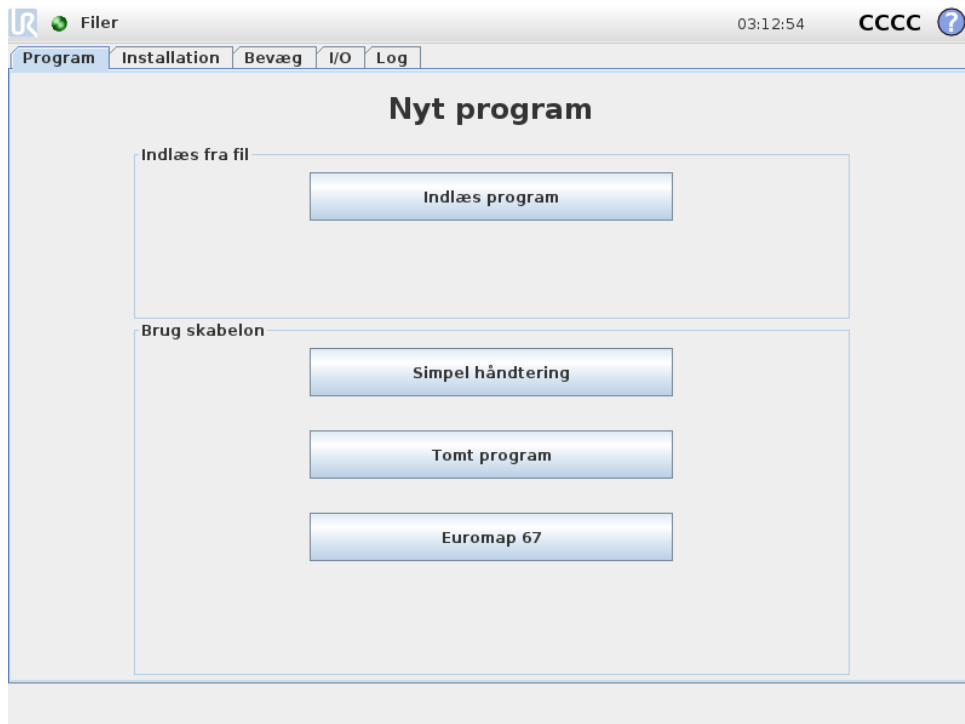 UR Filer 03:12:54 CCCC ?
Program Installation Bevæg I/O Log
Nyt program
Indlæs fra fil
Indlæs program
Brug skabelon
Simpel håndtering
Tomt program
Euromap 67